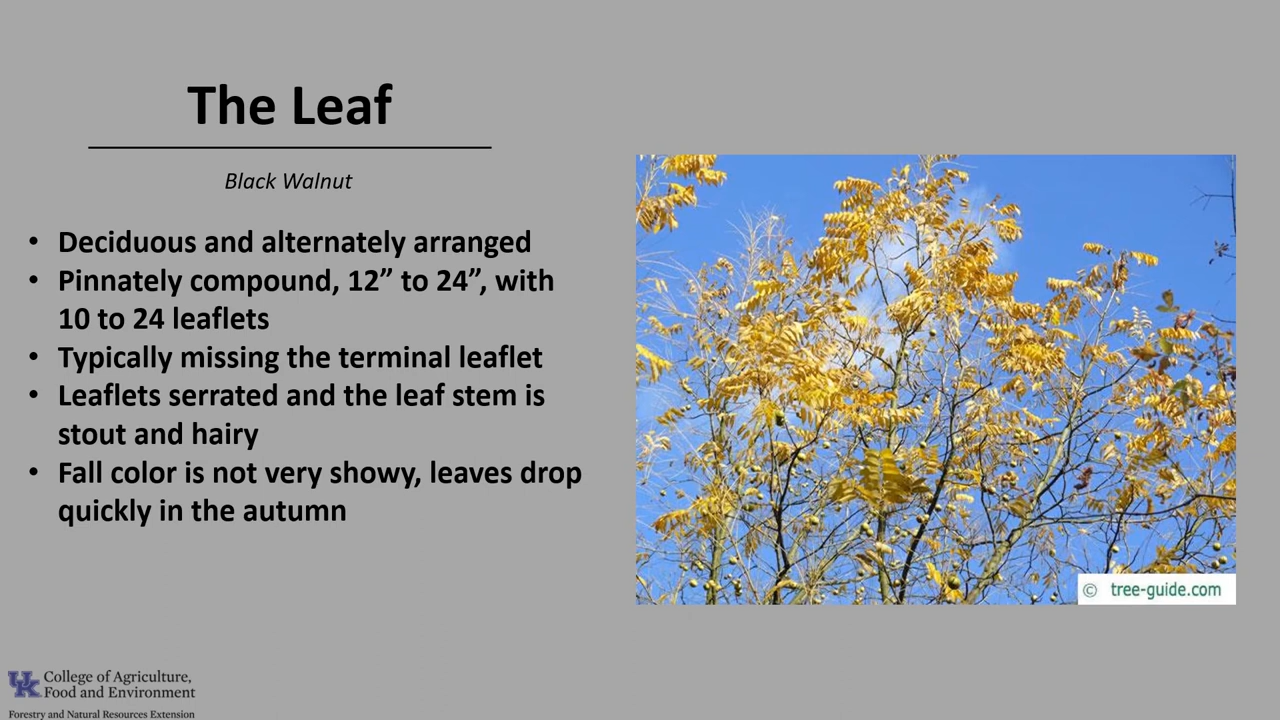 The Leaf
Black Walnut
• Deciduous and alternately arranged
• Pinnately compound, 12” to 24”, with
10 to 24 leaflets
• Typically missing the terminal leaflet
• Leaflets serrated and the leaf stem is
stout and hairy
• Fall color is not very showy, leaves drop
quickly in the autumn
© tree-guide.com
UK College of Agriculture,
Food and Environment
Forestry and Natural Resources Extension